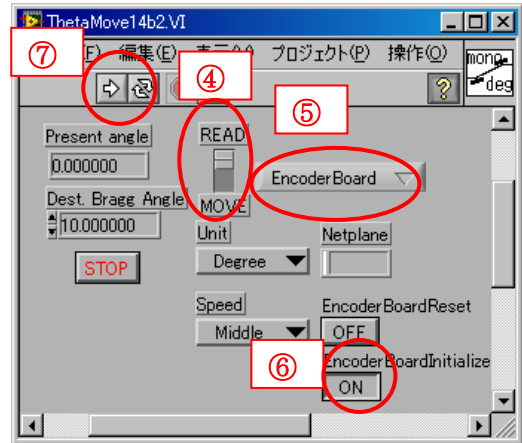 ThetaMove14b2.VI
(F) 編集(E) 表示(W) プロジェクト(P) 操作(O)
⑦
④
⑤
mono
deg
?
Present angle
0.000000
READ
MOVE
EncoderBoard
Dest. Bragg Angle
10.000000
STOP
Unit
Degree
Netplane
Speed
Middle
EncoderBoardReset
OFF
⑥
EncoderBoardInitialize
ON